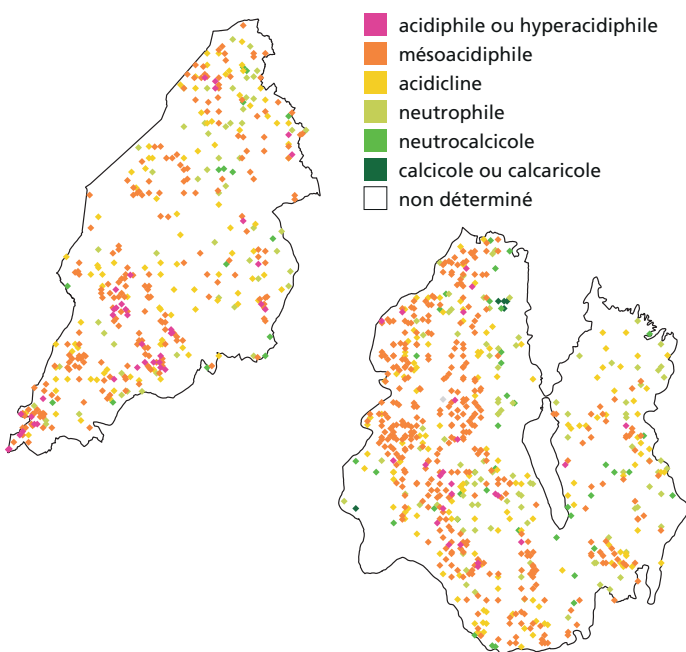 acidiphile ou hyperacidiphile
mésoacidiphile
acidicline
neutrophile
neutrocalcicole
calcicole ou calcaricole
non déterminé